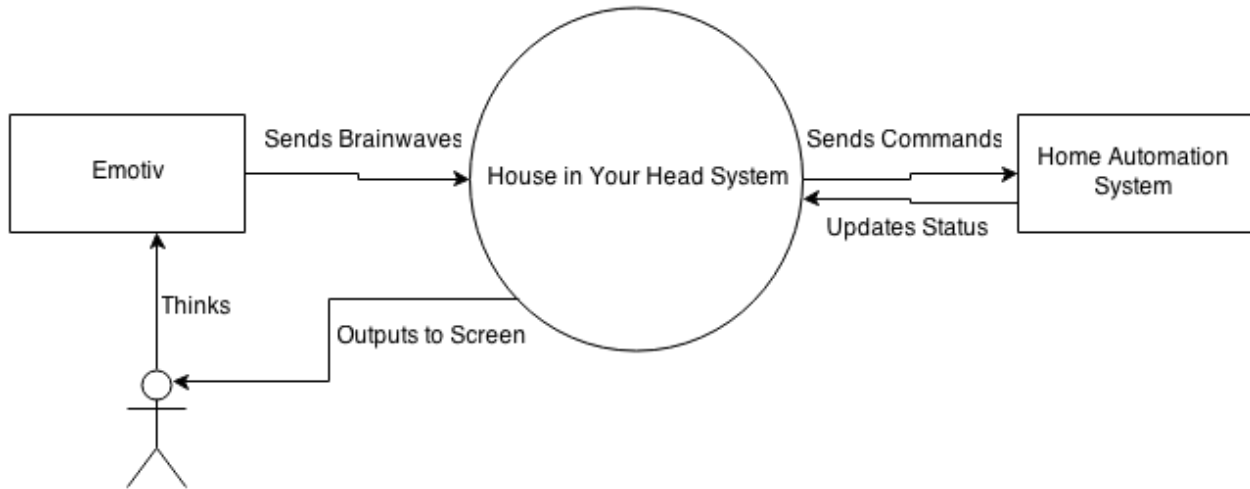 Sends Brainwaves
Sends Commands
Emotiv
House in Your Head System
Home Automation
System
Updates Status
Thinks
Outputs to Screen